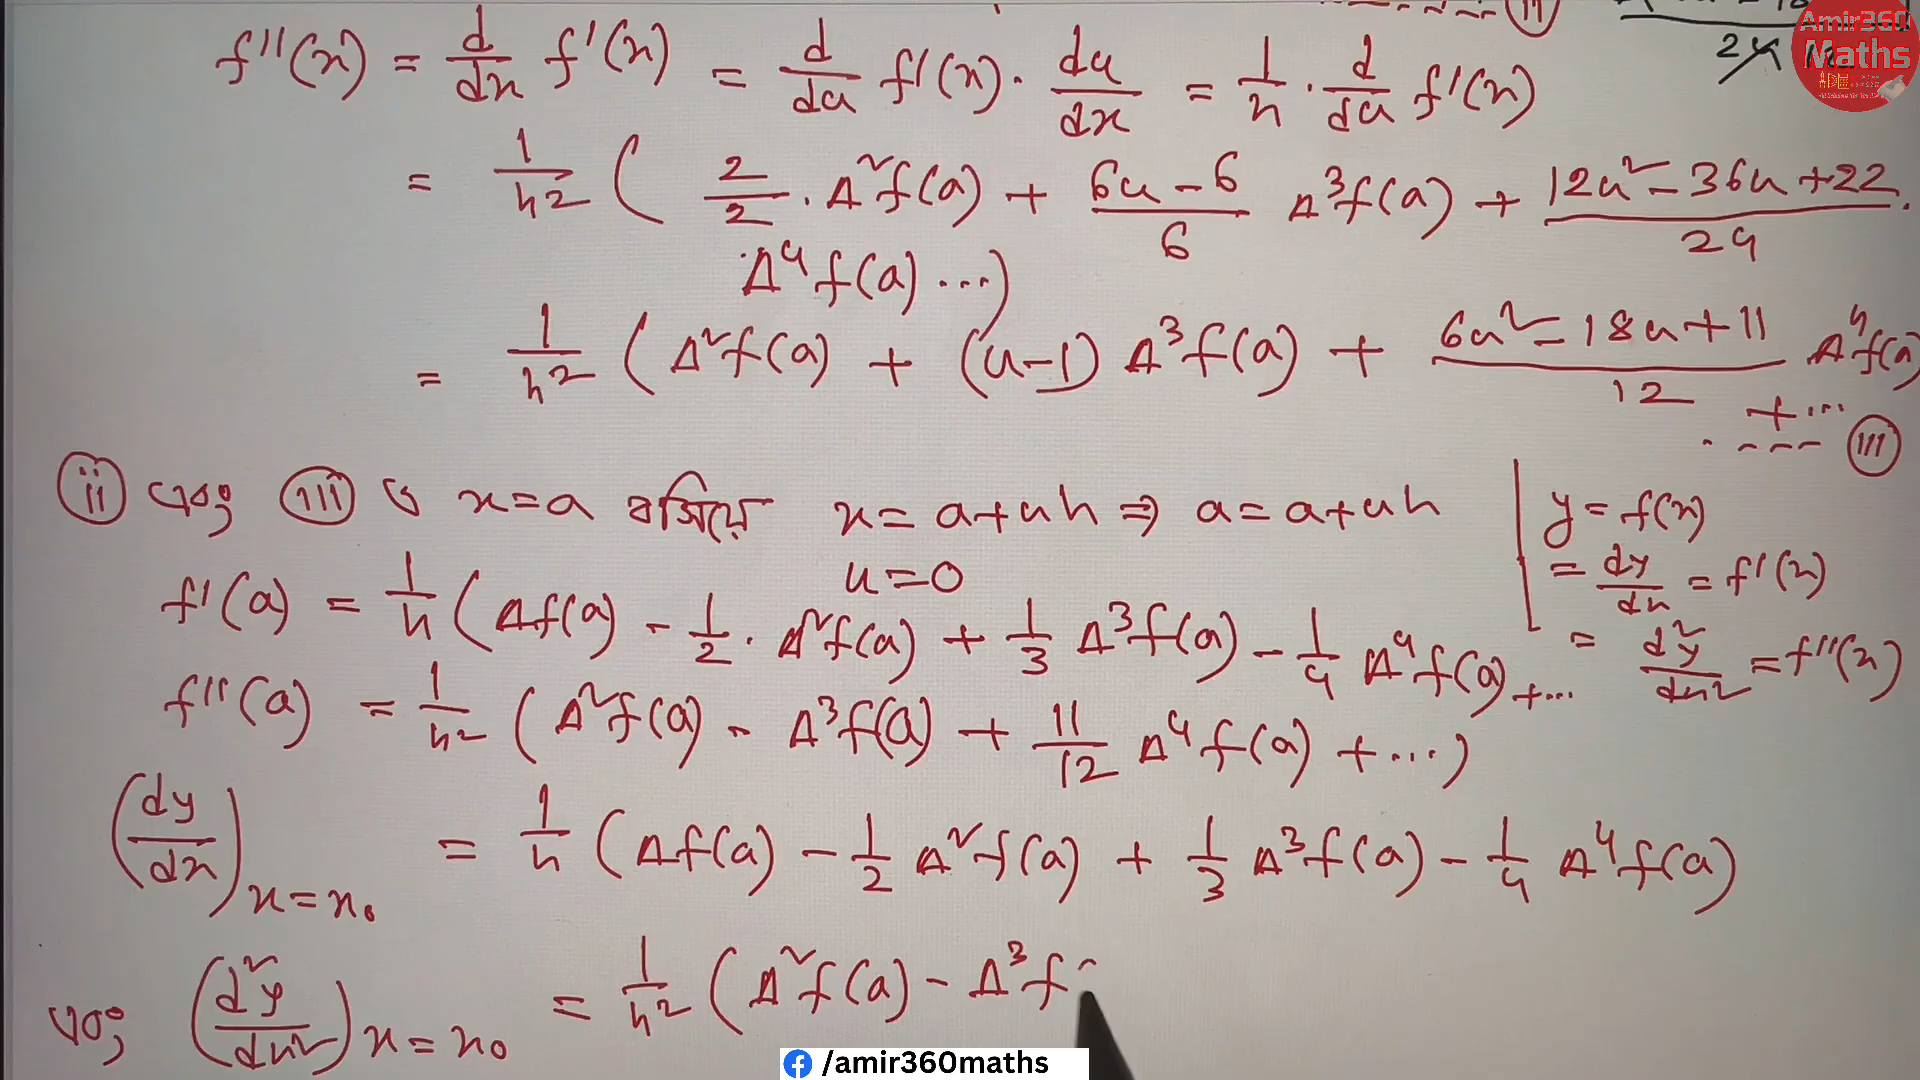 f''(x) = d/dx f'(x) = d/du f'(x) · du/dx = 1/h · d/du f'(x)
= 1/h² ( 2/2 · Δ²f(a) + (6u-6)/6 Δ³f(a) + (12u²-36u+22)/24 ·
Δ⁴f(a) ...)
= 1/h² ( Δ²f(a) + (u-1) Δ³f(a) + (6u²-18u+11)/12 Δ⁴f(a)
+ ...
- - - - (iii)
(ii) এবং (iii) এ x=a বসিয়ে x = a+uh ⇒ a = a+uh
u = 0
y = f(x)
= dy/dx = f'(x)
= d²y/dx² = f''(x)
f'(a) = 1/h ( Δf(a) - 1/2 · Δ²f(a) + 1/3 Δ³f(a) - 1/4 Δ⁴f(a) + ...
f''(a) = 1/h² ( Δ²f(a) - Δ³f(a) + 11/12 Δ⁴f(a) + ...)
(dy/dx) x=x₀ = 1/h ( Δf(a) - 1/2 Δ²f(a) + 1/3 Δ³f(a) - 1/4 Δ⁴f(a)
এবং (d²y/dx²) x=x₀ = 1/h² ( Δ²f(a) - Δ³f
Amir360
Maths
/amir360maths